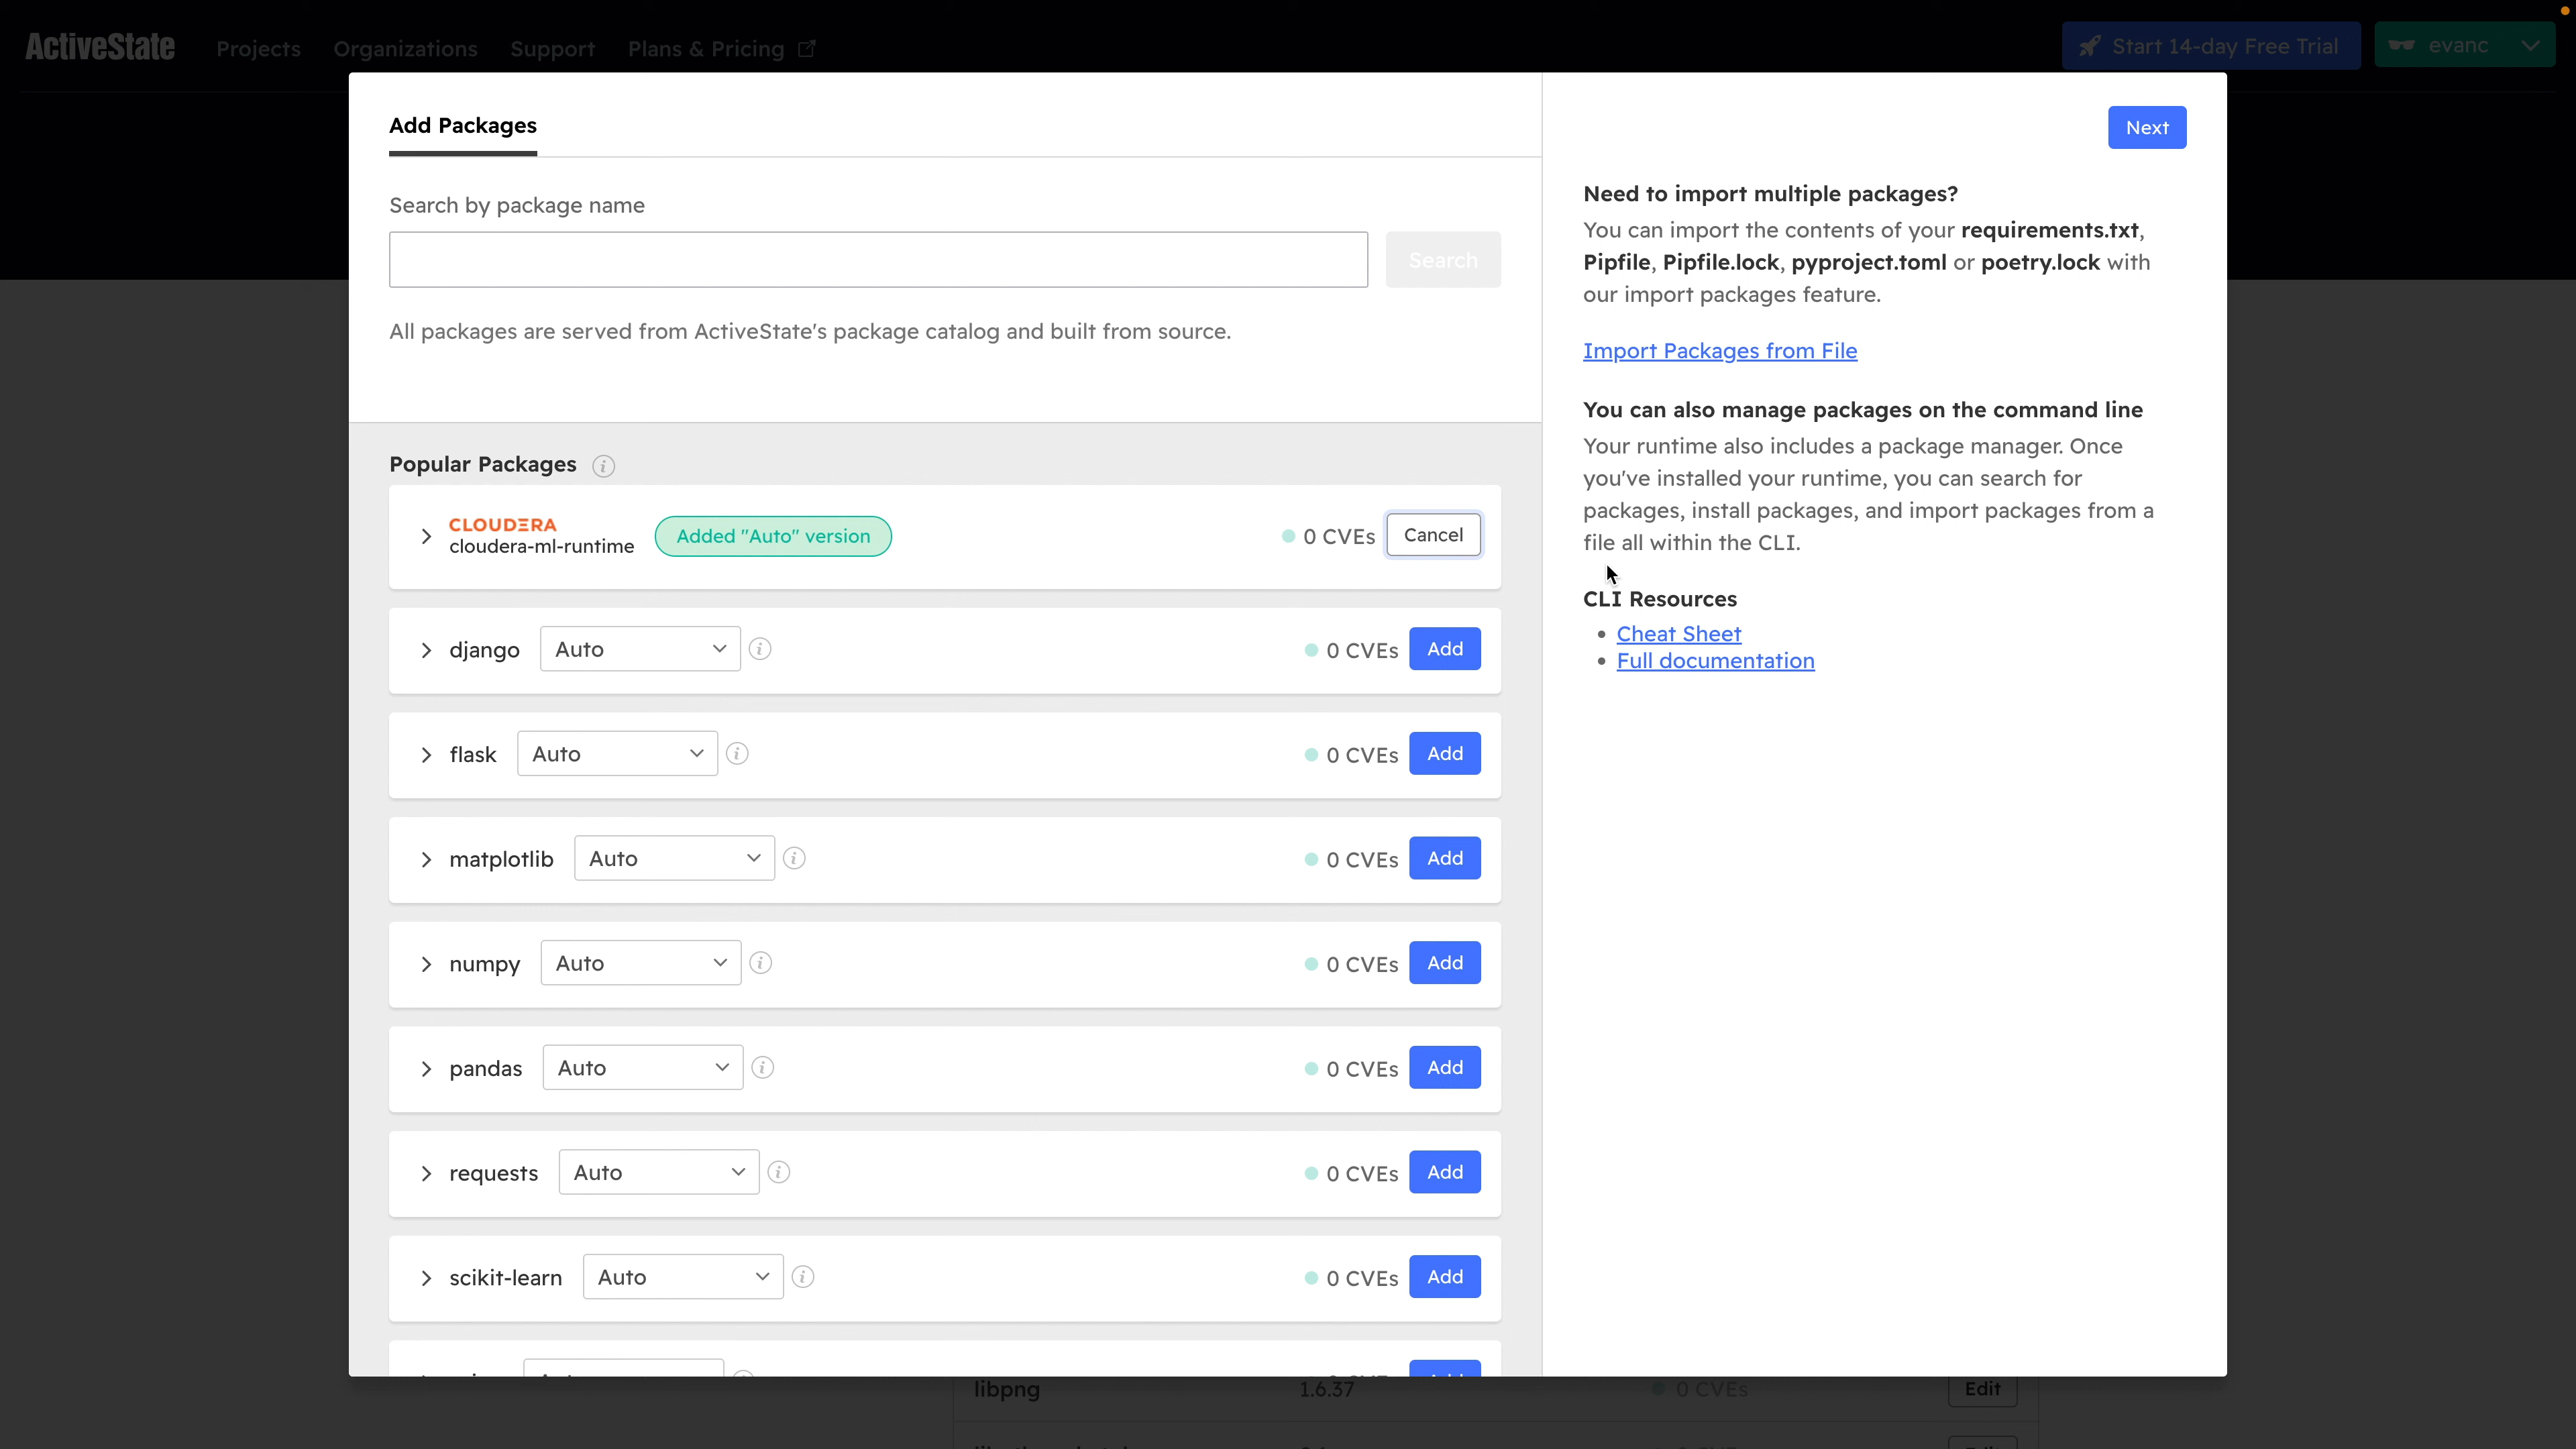 ActiveState
Projects
Organizations
Support
Plans & Pricing
Start 14-day Free Trial
evanc
Add Packages
Search by package name
Search
All packages are served from ActiveState's package catalog and built from source.
Popular Packages
CLOUDERA
cloudera-ml-runtime
Added "Auto" version
0 CVEs
Cancel
django
Auto
0 CVEs
Add
flask
Auto
0 CVEs
Add
matplotlib
Auto
0 CVEs
Add
numpy
Auto
0 CVEs
Add
pandas
Auto
0 CVEs
Add
requests
Auto
0 CVEs
Add
scikit-learn
Auto
0 CVEs
Add
Next
Need to import multiple packages?
You can import the contents of your requirements.txt,
Pipfile, Pipfile.lock, pyproject.toml or poetry.lock with
our import packages feature.
Import Packages from File
You can also manage packages on the command line
Your runtime also includes a package manager. Once
you've installed your runtime, you can search for
packages, install packages, and import packages from a
file all within the CLI.
CLI Resources
Cheat Sheet
Full documentation
libpng
1.6.37
0 CVEs
Edit